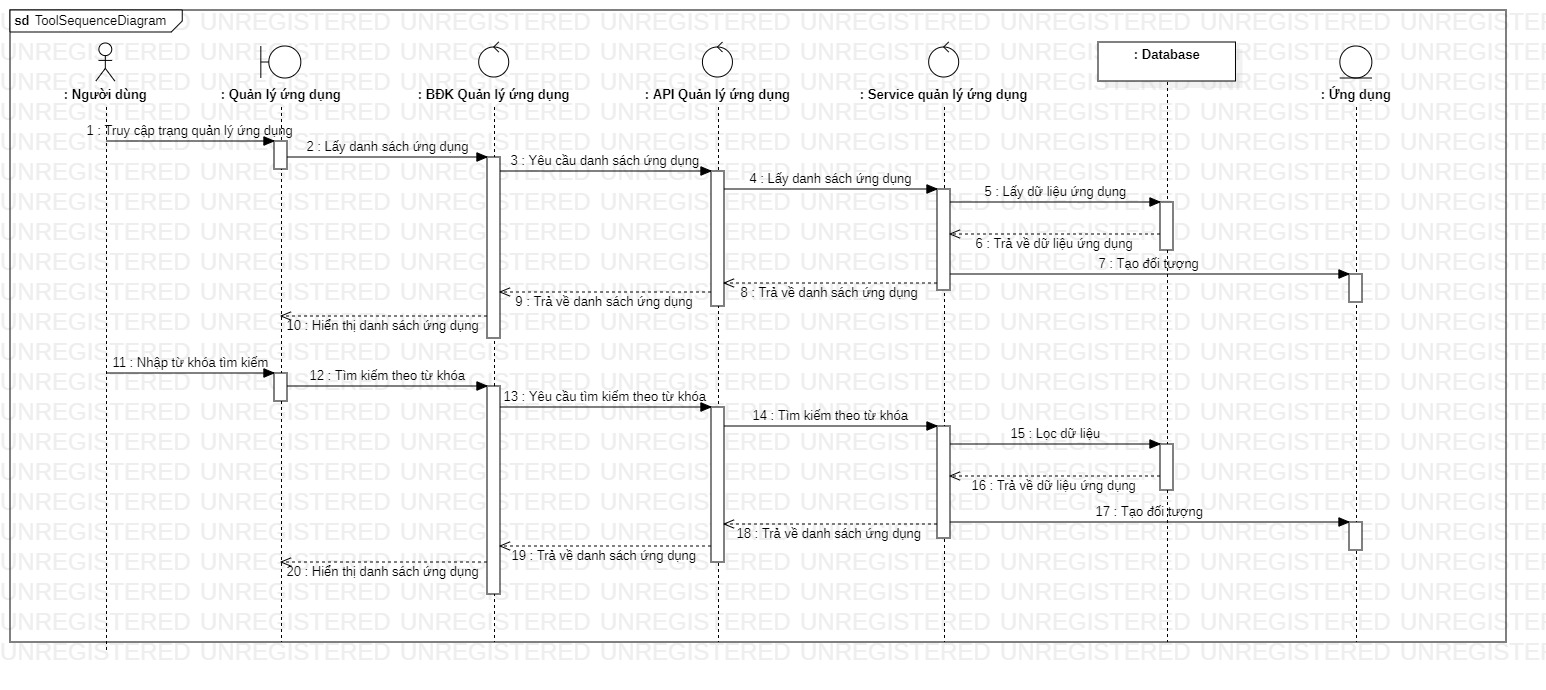 sd ToolSequenceDiagram
: Người dùng
: Quản lý ứng dụng
: BĐK Quản lý ứng dụng
: API Quản lý ứng dụng
: Service quản lý ứng dụng
: Database
: Ứng dụng
1 : Truy cập trạng quản lý ứng dụng
2 : Lấy danh sách ứng dụng
3 : Yêu cầu danh sách ứng dụng
4 : Lấy danh sách ứng dụng
5 : Lấy dữ liệu ứng dụng
6 : Trả về dữ liệu ứng dụng
7 : Tạo đối tượng
8 : Trả về danh sách ứng dụng
9 : Trả về danh sách ứng dụng
10 : Hiển thị danh sách ứng dụng
11 : Nhập từ khóa tìm kiếm
12 : Tìm kiếm theo từ khóa
13 : Yêu cầu tìm kiếm theo từ khóa
14 : Tìm kiếm theo từ khóa
15 : Lọc dữ liệu
16 : Trả về dữ liệu ứng dụng
17 : Tạo đối tượng
18 : Trả về danh sách ứng dụng
19 : Trả về danh sách ứng dụng
20 : Hiển thị danh sách ứng dụng
UNREGISTERED